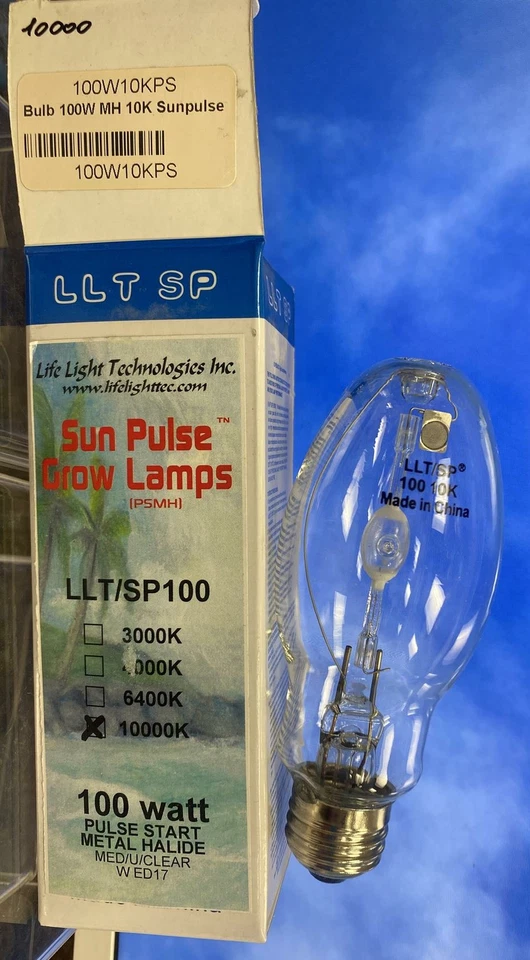 10000
100W10KPS
Bulb 100W MH 10K Sunpulse
100W10KPS
LLT SP
LLT SP
Life Light Technologies Inc.
www.lifelighttec.com
Sun Pulse™
Grow Lamps
(PSMH)
LLT/SP100
3000K
4000K
6400K
10000K
100 watt
PULSE START
METAL HALIDE
MED/U/CLEAR
W ED17
LLT/SP®
100 10K
Made in China